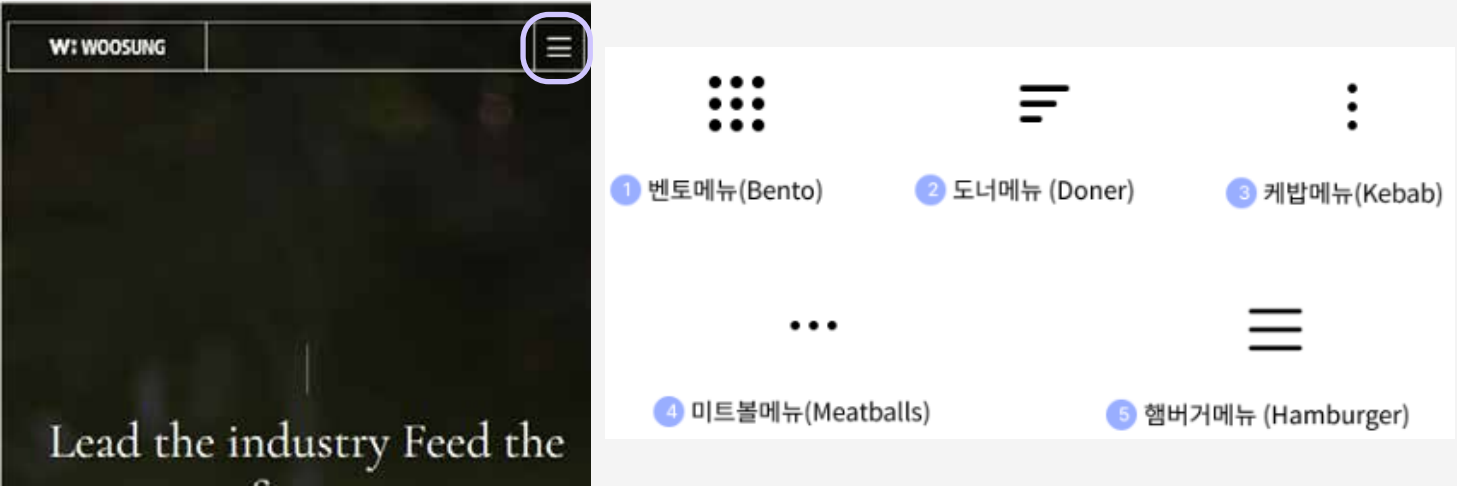 W: WOOSUNG
Lead the industry Feed the
1 벤토메뉴(Bento)
2 도너메뉴 (Doner)
3 케밥메뉴(Kebab)
4 미트볼메뉴(Meatballs)
5 햄버거메뉴 (Hamburger)